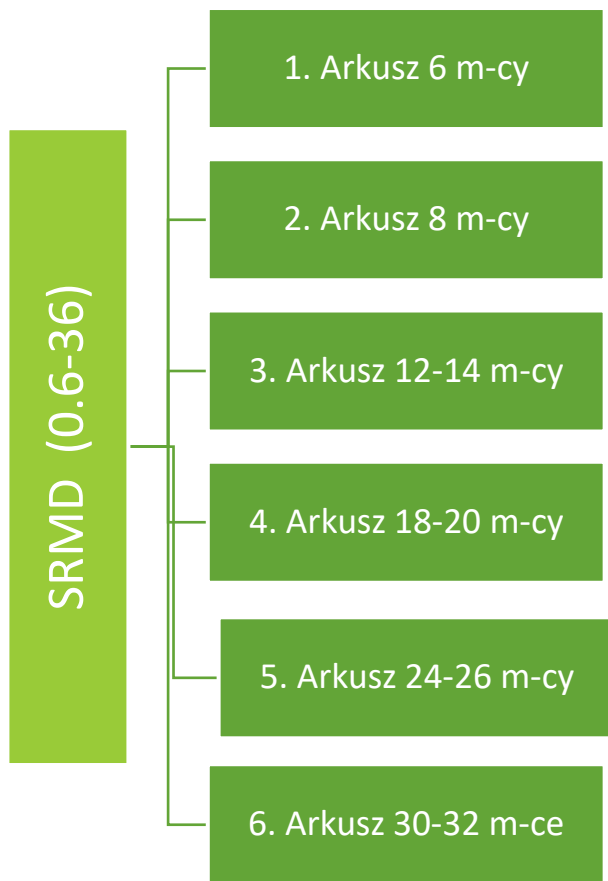 SRMD (0.6-36)
1. Arkusz 6 m-cy
2. Arkusz 8 m-cy
3. Arkusz 12-14 m-cy
4. Arkusz 18-20 m-cy
5. Arkusz 24-26 m-cy
6. Arkusz 30-32 m-ce